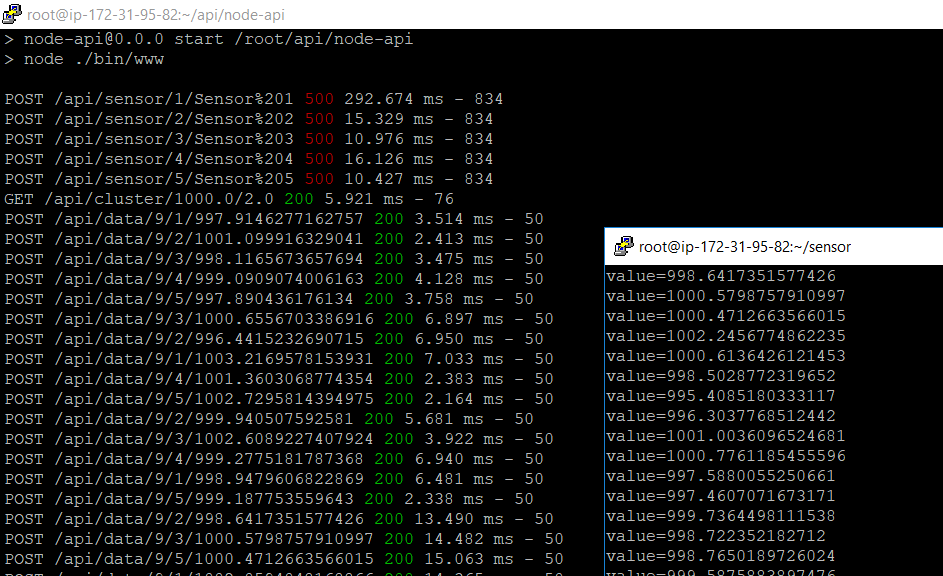 root@ip-172-31-95-82:~/api/node-api
> node-api@0.0.0 start /root/api/node-api
> node ./bin/www
POST /api/sensor/1/Sensor%201 500 292.674 ms - 834
POST /api/sensor/2/Sensor%202 500 15.329 ms - 834
POST /api/sensor/3/Sensor%203 500 10.976 ms - 834
POST /api/sensor/4/Sensor%204 500 16.126 ms - 834
POST /api/sensor/5/Sensor%205 500 10.427 ms - 834
GET /api/cluster/1000.0/2.0 200 5.921 ms - 76
POST /api/data/9/1/997.9146277162757 200 3.514 ms - 50
POST /api/data/9/2/1001.099916329041 200 2.413 ms - 50
POST /api/data/9/3/998.1165673657694 200 3.475 ms - 50
POST /api/data/9/4/999.0909074006163 200 4.128 ms - 50
POST /api/data/9/5/997.890436176134 200 3.758 ms - 50
POST /api/data/9/3/1000.6556703386916 200 6.897 ms - 50
POST /api/data/9/2/996.4415232690715 200 6.950 ms - 50
POST /api/data/9/1/1003.2169578153931 200 7.033 ms - 50
POST /api/data/9/4/1001.3603068774354 200 2.383 ms - 50
POST /api/data/9/5/1002.7295814394975 200 2.164 ms - 50
POST /api/data/9/2/999.940507592581 200 5.681 ms - 50
POST /api/data/9/3/1002.6089227407924 200 3.922 ms - 50
POST /api/data/9/4/999.2775181787368 200 6.940 ms - 50
POST /api/data/9/1/998.9479606822869 200 6.481 ms - 50
POST /api/data/9/5/999.187753559643 200 2.338 ms - 50
POST /api/data/9/2/998.6417351577426 200 13.490 ms - 50
POST /api/data/9/3/1000.5798757910997 200 14.482 ms - 50
POST /api/data/9/5/1000.4712663566015 200 15.063 ms - 50
root@ip-172-31-95-82:~/sensor
value=998.6417351577426
value=1000.5798757910997
value=1000.4712663566015
value=1002.2456774862235
value=1000.6136426121453
value=998.5028772319652
value=995.4085180333117
value=996.3037768512442
value=1001.0036096524681
value=1000.7761185455596
value=997.5880055250661
value=997.4607071673171
value=999.7364498111538
value=998.722352182712
value=998.7650189726024